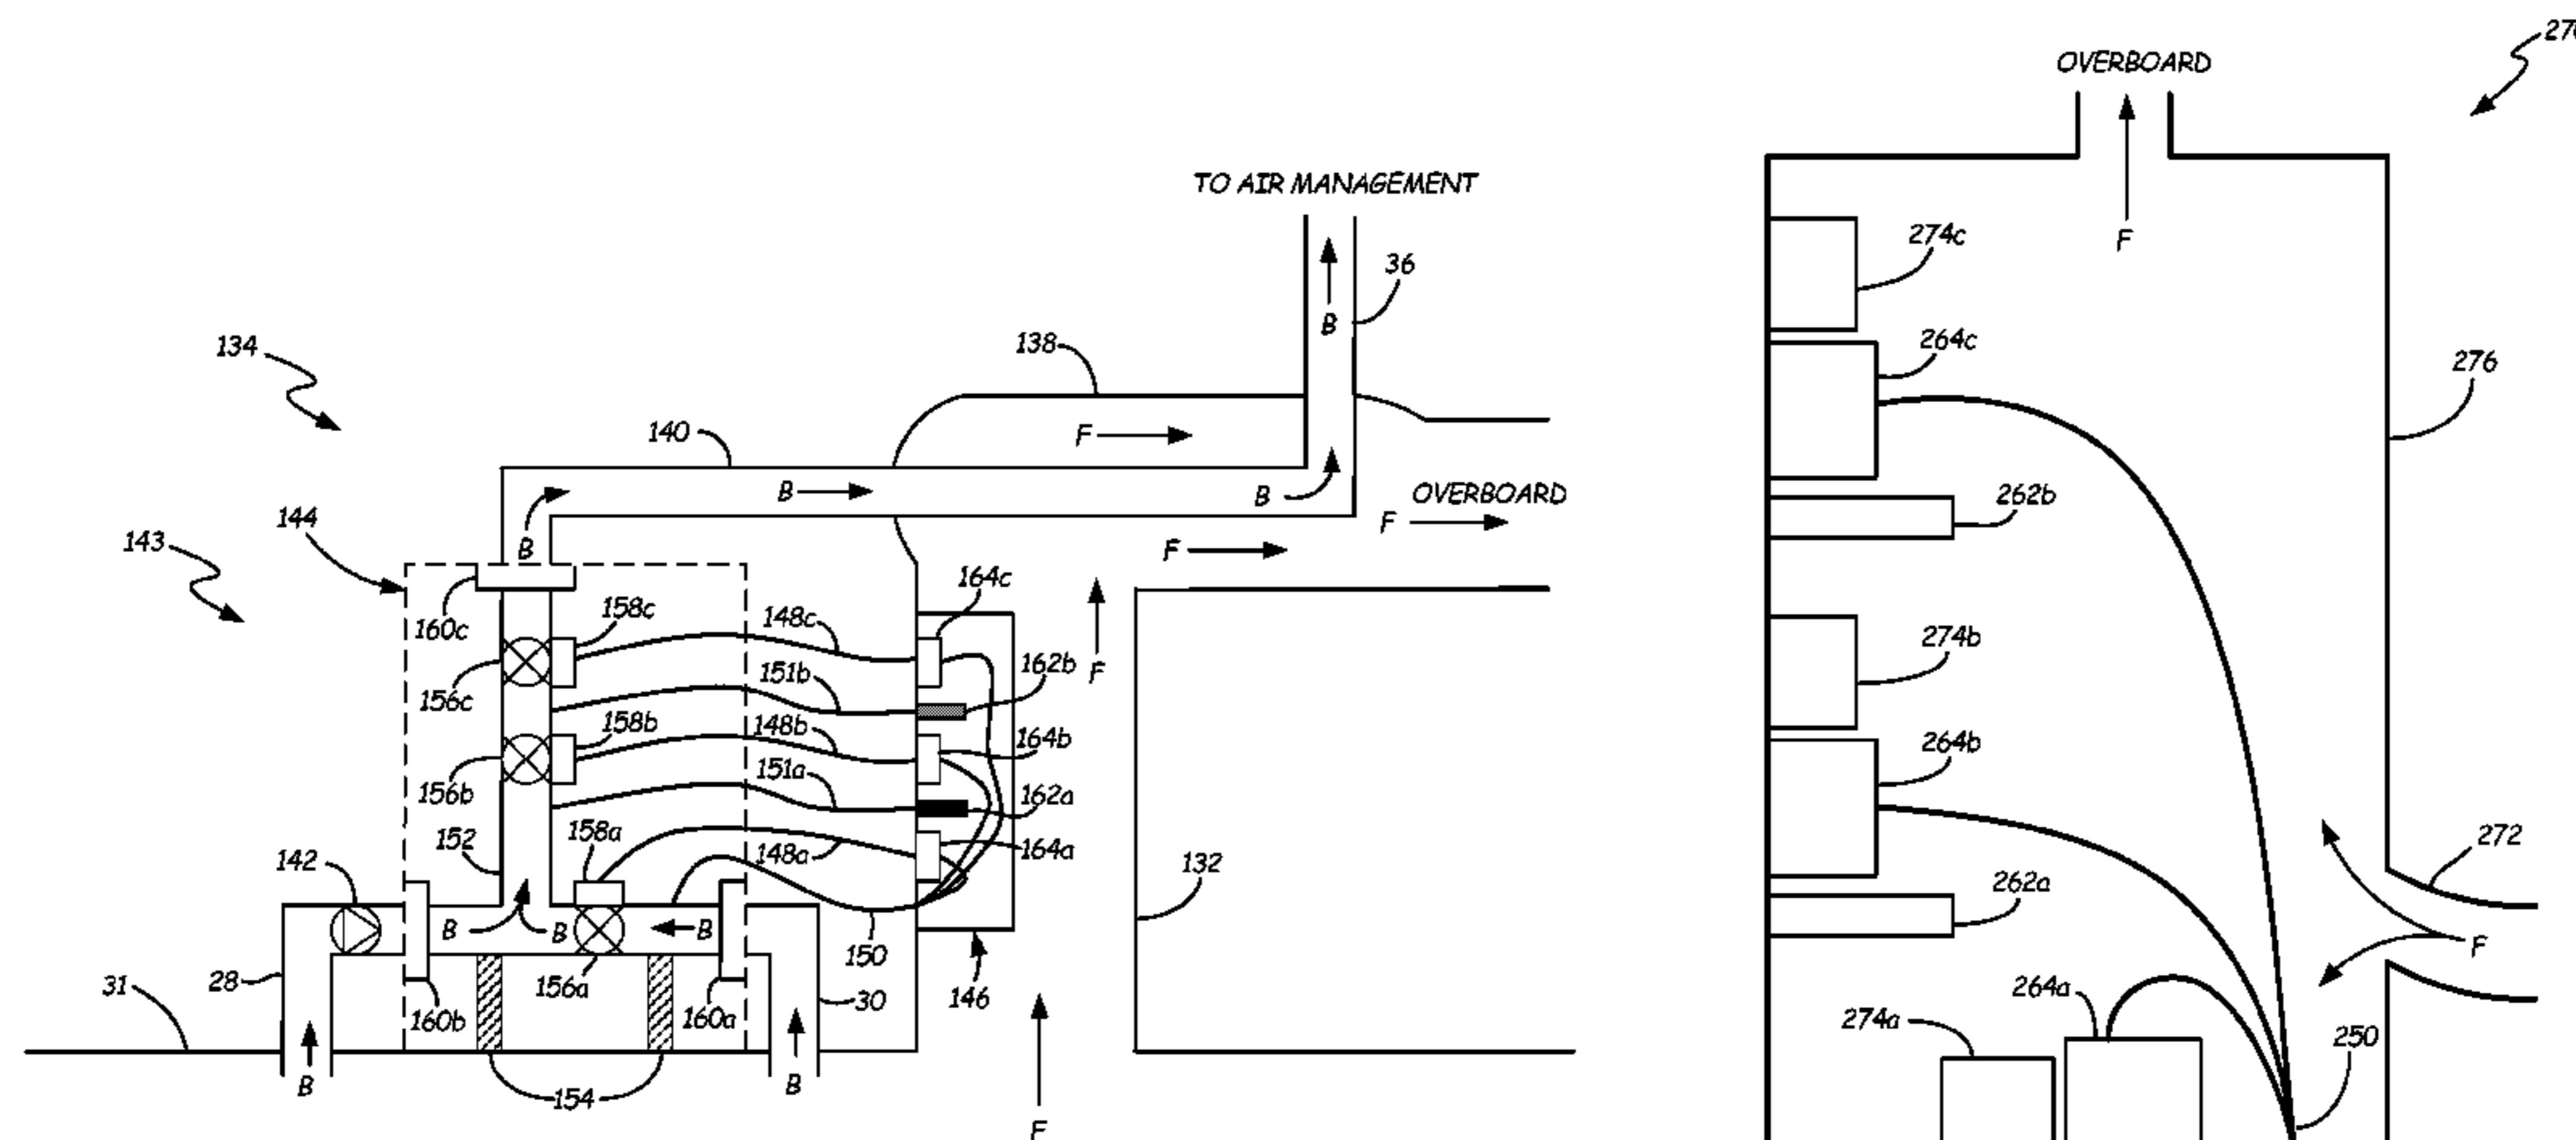 TO AIR MANAGEMENT
36
B
134
138
F
140
B
B
OVERBOARD
F
F
144
143
B
164c
158c
148c
160c
151b
162b
F
156c
158b
148b
164b
151a
162a
156b
158a
152
148a
164a
142
132
B
B
B
150
28
31
156a
30
146
160b
160a
B
B
154
F
OVERBOARD
F
274c
264c
276
262b
274b
264b
272
262a
F
264a
274a
250